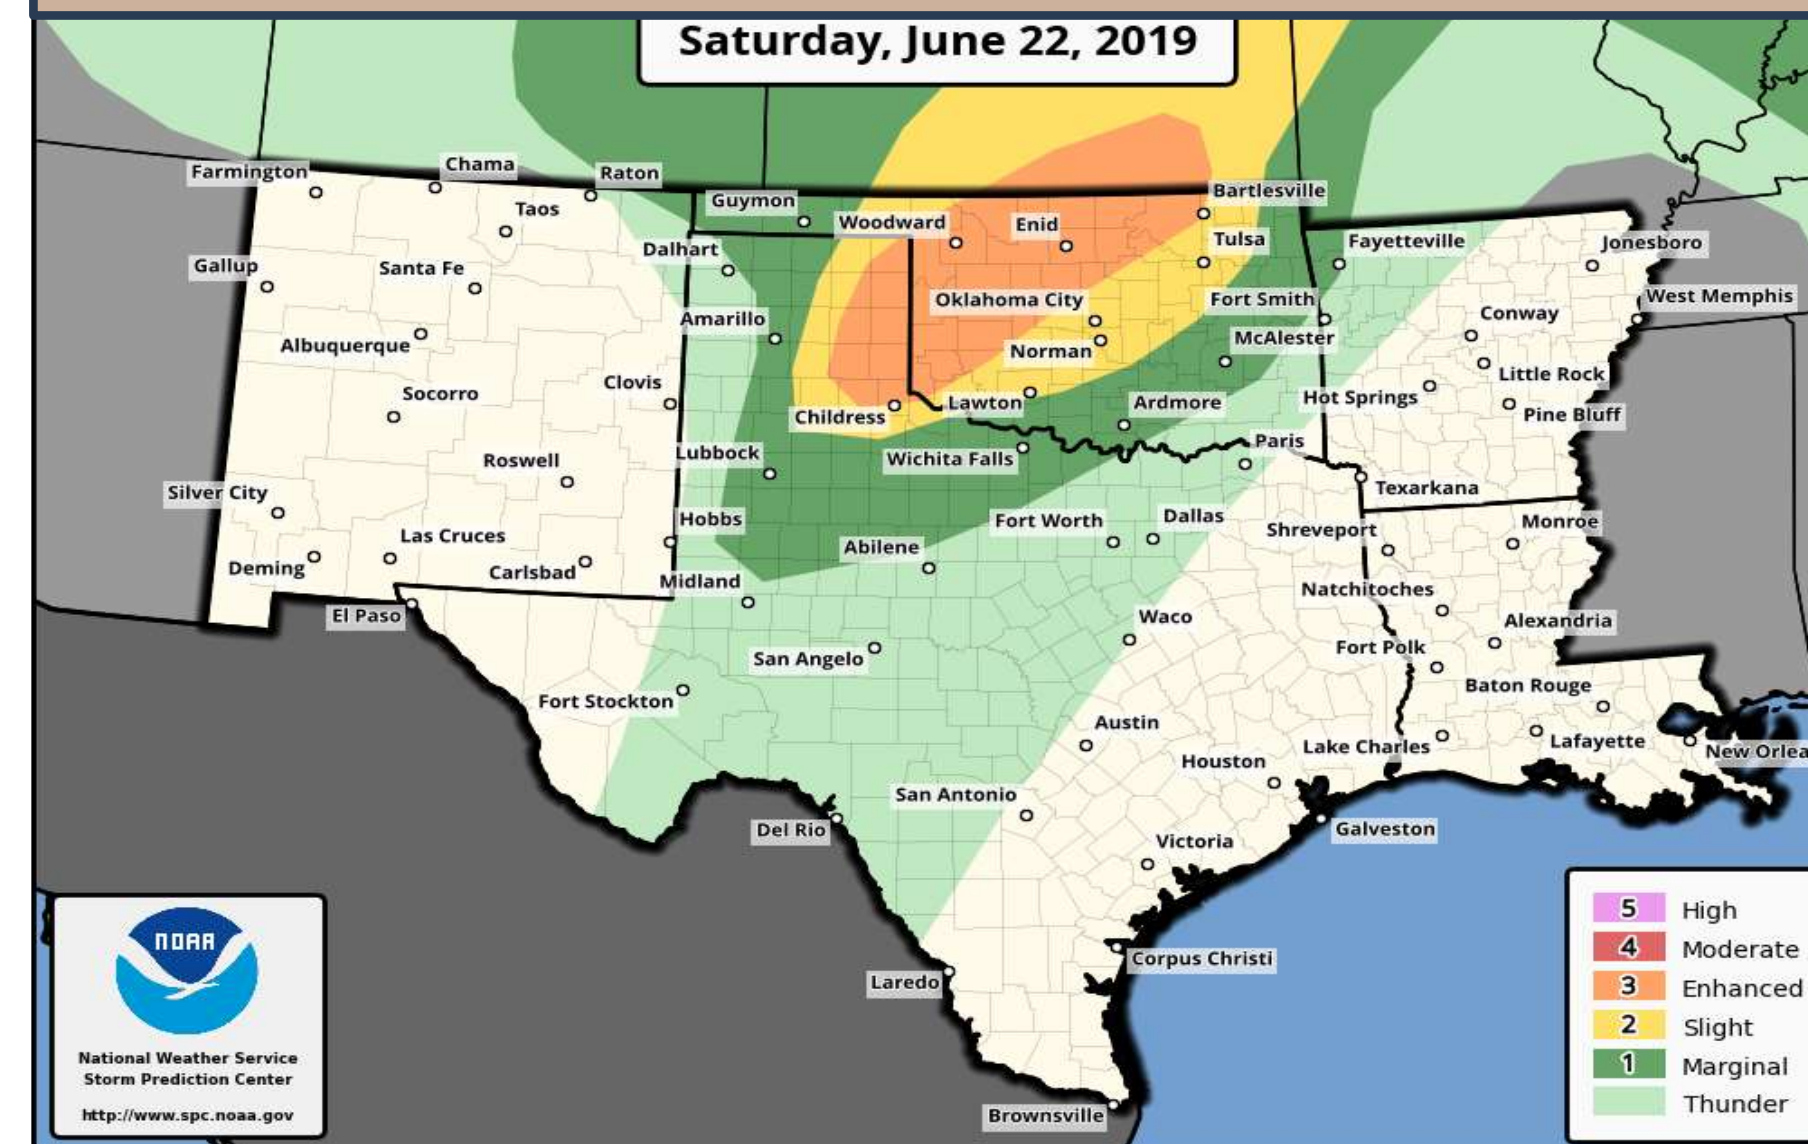 Saturday, June 22, 2019
Farmington
Chama
Raton
Taos
Guymon
Woodward
Enid
Bartlesville
Gallup
Santa Fe
Dalhart
Tulsa
Fayetteville
Jonesboro
Albuquerque
Amarillo
Oklahoma City
Fort Smith
Conway
West Memphis
Norman
McAlester
Socorro
Clovis
Childress
Lawton
Ardmore
Hot Springs
Little Rock
Pine Bluff
Roswell
Lubbock
Wichita Falls
Paris
Texarkana
Silver City
Las Cruces
Hobbs
Abilene
Fort Worth
Dallas
Shreveport
Monroe
Deming
Carlsbad
Midland
Natchitoches
El Paso
San Angelo
Waco
Fort Polk
Alexandria
Fort Stockton
Austin
Baton Rouge
Houston
Lake Charles
Lafayette
New Orlea
San Antonio
Del Rio
Victoria
Galveston
Corpus Christi
Laredo
Brownsville
NOAA
National Weather Service
Storm Prediction Center
http://www.spc.noaa.gov
5 High
4 Moderate
3 Enhanced
2 Slight
1 Marginal
Thunder